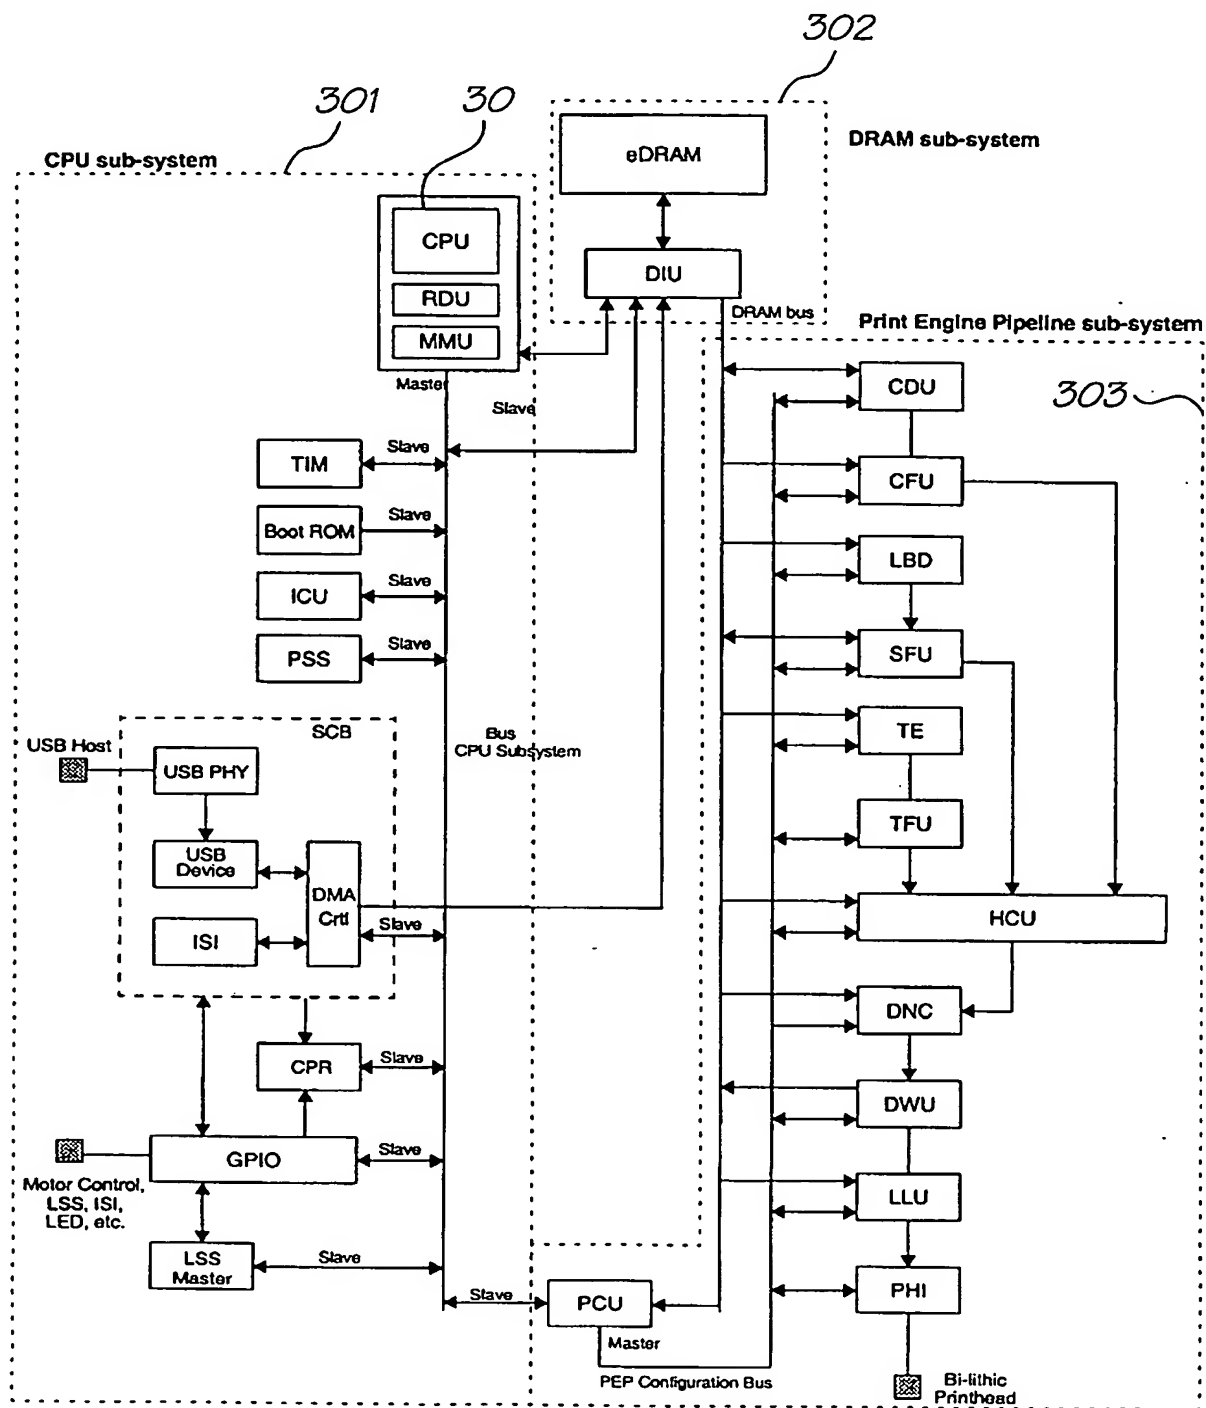 302
301
30
CPU sub-system
DRAM sub-system
eDRAM
CPU
DIU
RDU
MMU
DRAM bus
Print Engine Pipeline sub-system
Master
Slave
CDU
303
TIM
Slave
CFU
Boot ROM
Slave
LBD
ICU
Slave
PSS
Slave
SFU
SCB
USB Host
USB PHY
Bus
CPU Subsystem
TE
TFU
USB
Device
DMA
Crtl
ISI
Slave
HCU
DNC
CPR
Slave
DWU
GPIO
Slave
Motor Control,
LSS, ISI,
LED, etc.
LLU
LSS
Master
Slave
Slave
PCU
PHI
Master
PEP Configuration Bus
Bi-lithic
Printhead